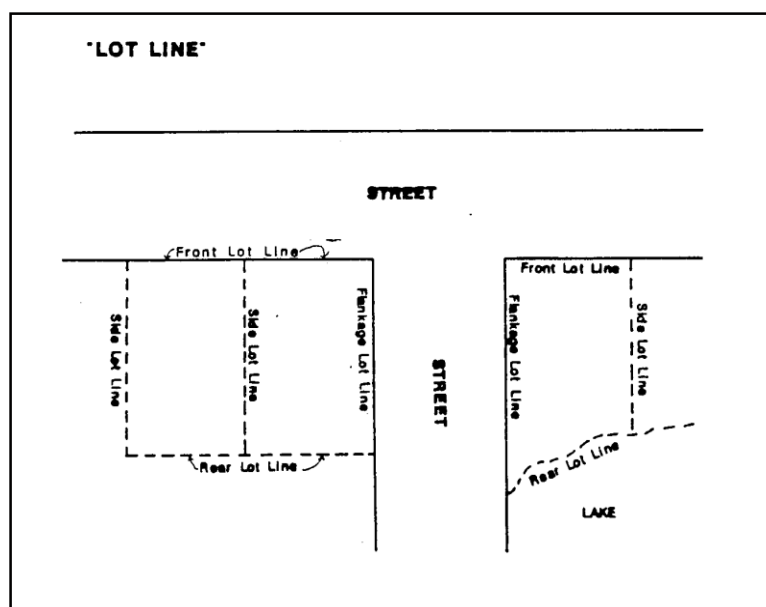 "LOT LINE"
STREET
Front Lot Line
Front Lot Line
Side Lot Line
Side Lot Line
Flankage Lot Line
STREET
Flankage Lot Line
Side Lot Line
Rear Lot Line
Rear Lot Line
LAKE